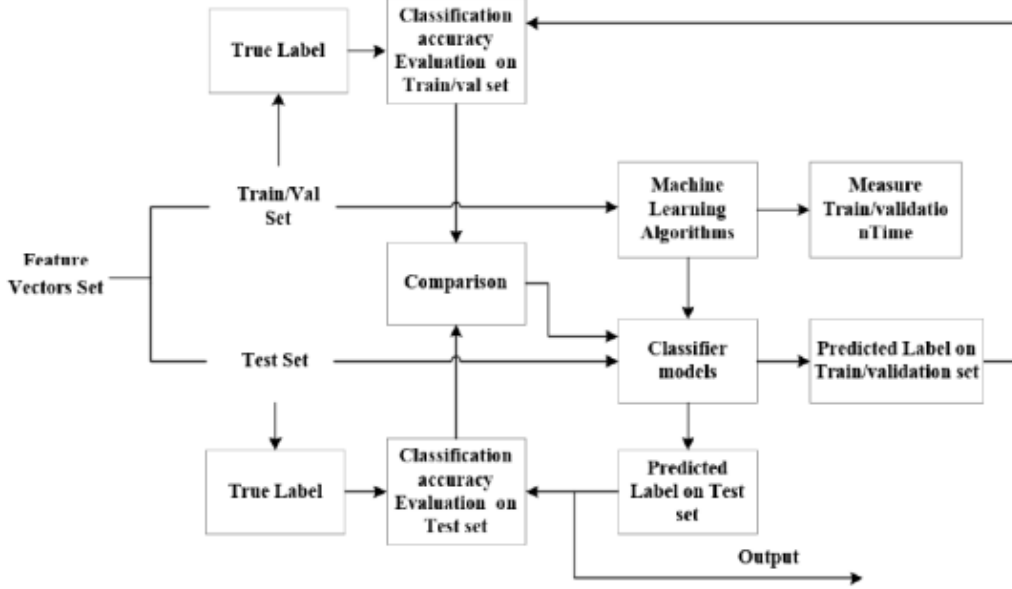 Classification
accuracy
Evaluation on
Train/val set
True Label
Train/Val
Set
Machine
Learning
Algorithms
Measure
Train/validatio
nTime
Feature
Vectors Set
Comparison
Test Set
Classifier
models
Predicted Label on
Train/validation set
True Label
Classification
accuracy
Evaluation on
Test set
Predicted
Label on Test
set
Output